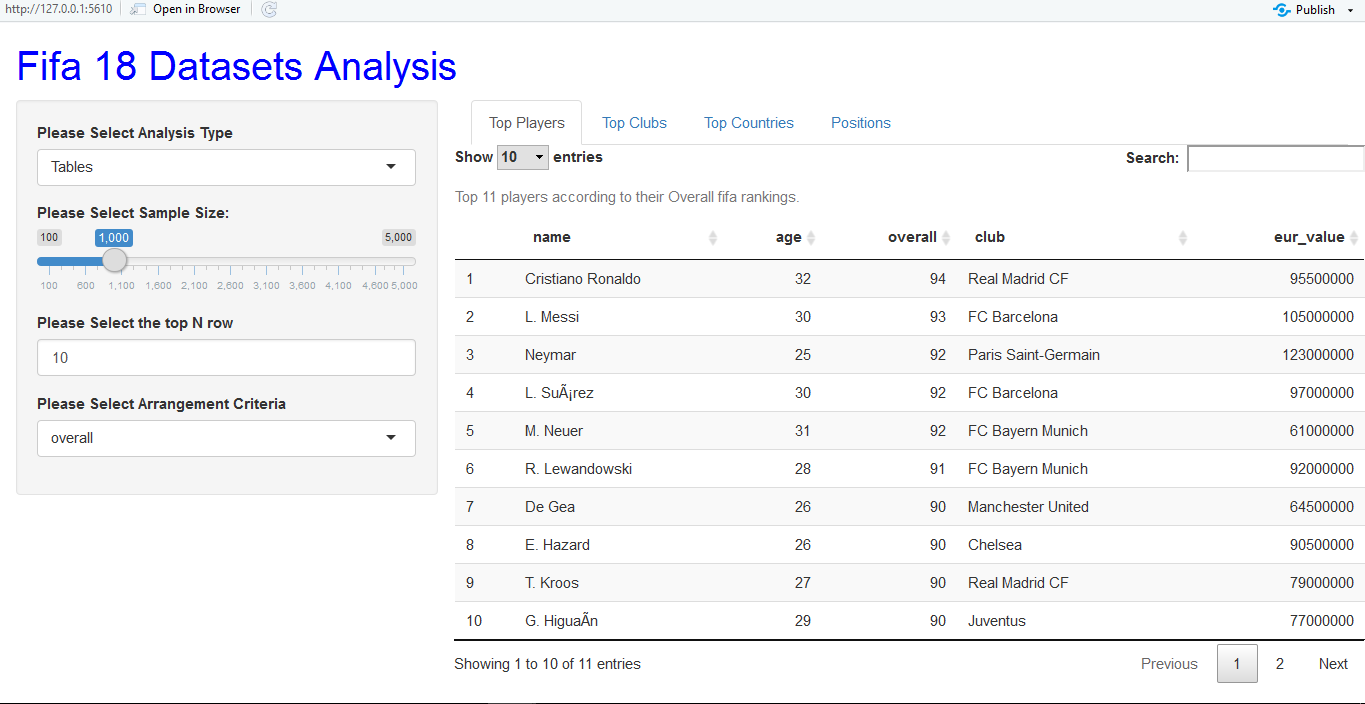 http://127.0.0.1:5610 Open in Browser Publish
Fifa 18 Datasets Analysis
Please Select Analysis Type
Tables
Please Select Sample Size:
100 1,000 5,000
100 600 1,100 1,600 2,100 2,600 3,100 3,600 4,100 4,600 5,000
Please Select the top N row
10
Please Select Arrangement Criteria
overall
Top Players Top Clubs Top Countries Positions
Show 10 entries Search:
Top 11 players according to their Overall fifa rankings.
name age overall club eur_value
1 Cristiano Ronaldo 32 94 Real Madrid CF 95500000
2 L. Messi 30 93 FC Barcelona 105000000
3 Neymar 25 92 Paris Saint-Germain 123000000
4 L. SuÃ¡rez 30 92 FC Barcelona 97000000
5 M. Neuer 31 92 FC Bayern Munich 61000000
6 R. Lewandowski 28 91 FC Bayern Munich 92000000
7 De Gea 26 90 Manchester United 64500000
8 E. Hazard 26 90 Chelsea 90500000
9 T. Kroos 27 90 Real Madrid CF 79000000
10 G. HiguaÃn 29 90 Juventus 77000000
Showing 1 to 10 of 11 entries Previous 1 2 Next